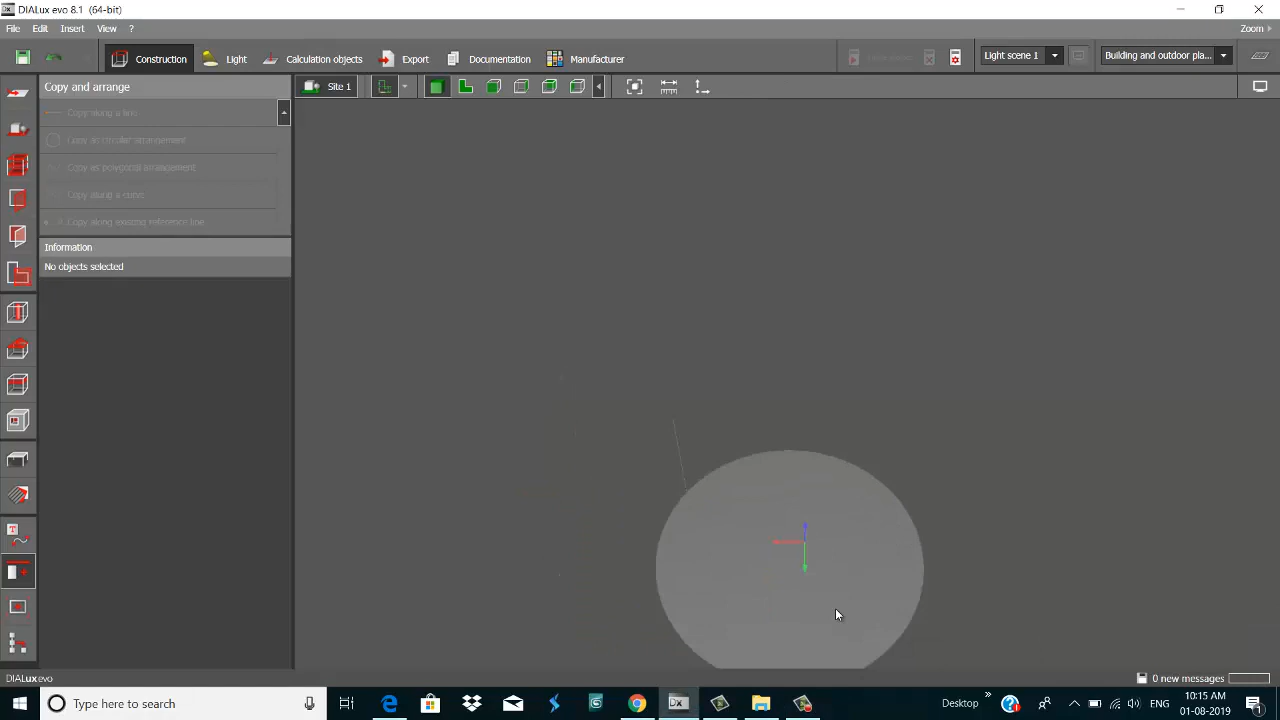 DIALux evo 8.1 (64-bit)
File Edit Insert View ?
Zoom
Construction Light Calculation objects Export Documentation Manufacturer
Light scene 1
Building and outdoor pla...
Copy and arrange
Site 1
Copy along a line
Copy as circular arrangement
Copy as polygonal arrangement
Copy along a curve
Copy along existing reference line
Information
No objects selected
DIALux evo
0 new messages
Type here to search
Desktop
ENG
10:15 AM
01-08-2019
1